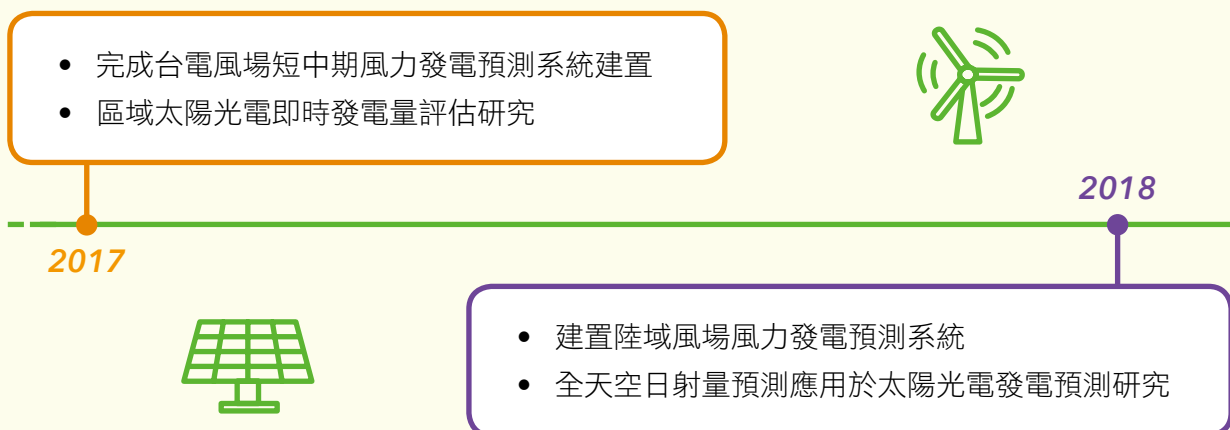 • 完成台電風場短中期風力發電預測系統建置
• 區域太陽光電即時發電量評估研究
2018
2017
• 建置陸域風場風力發電預測系統
• 全天空日射量預測應用於太陽光電發電預測研究